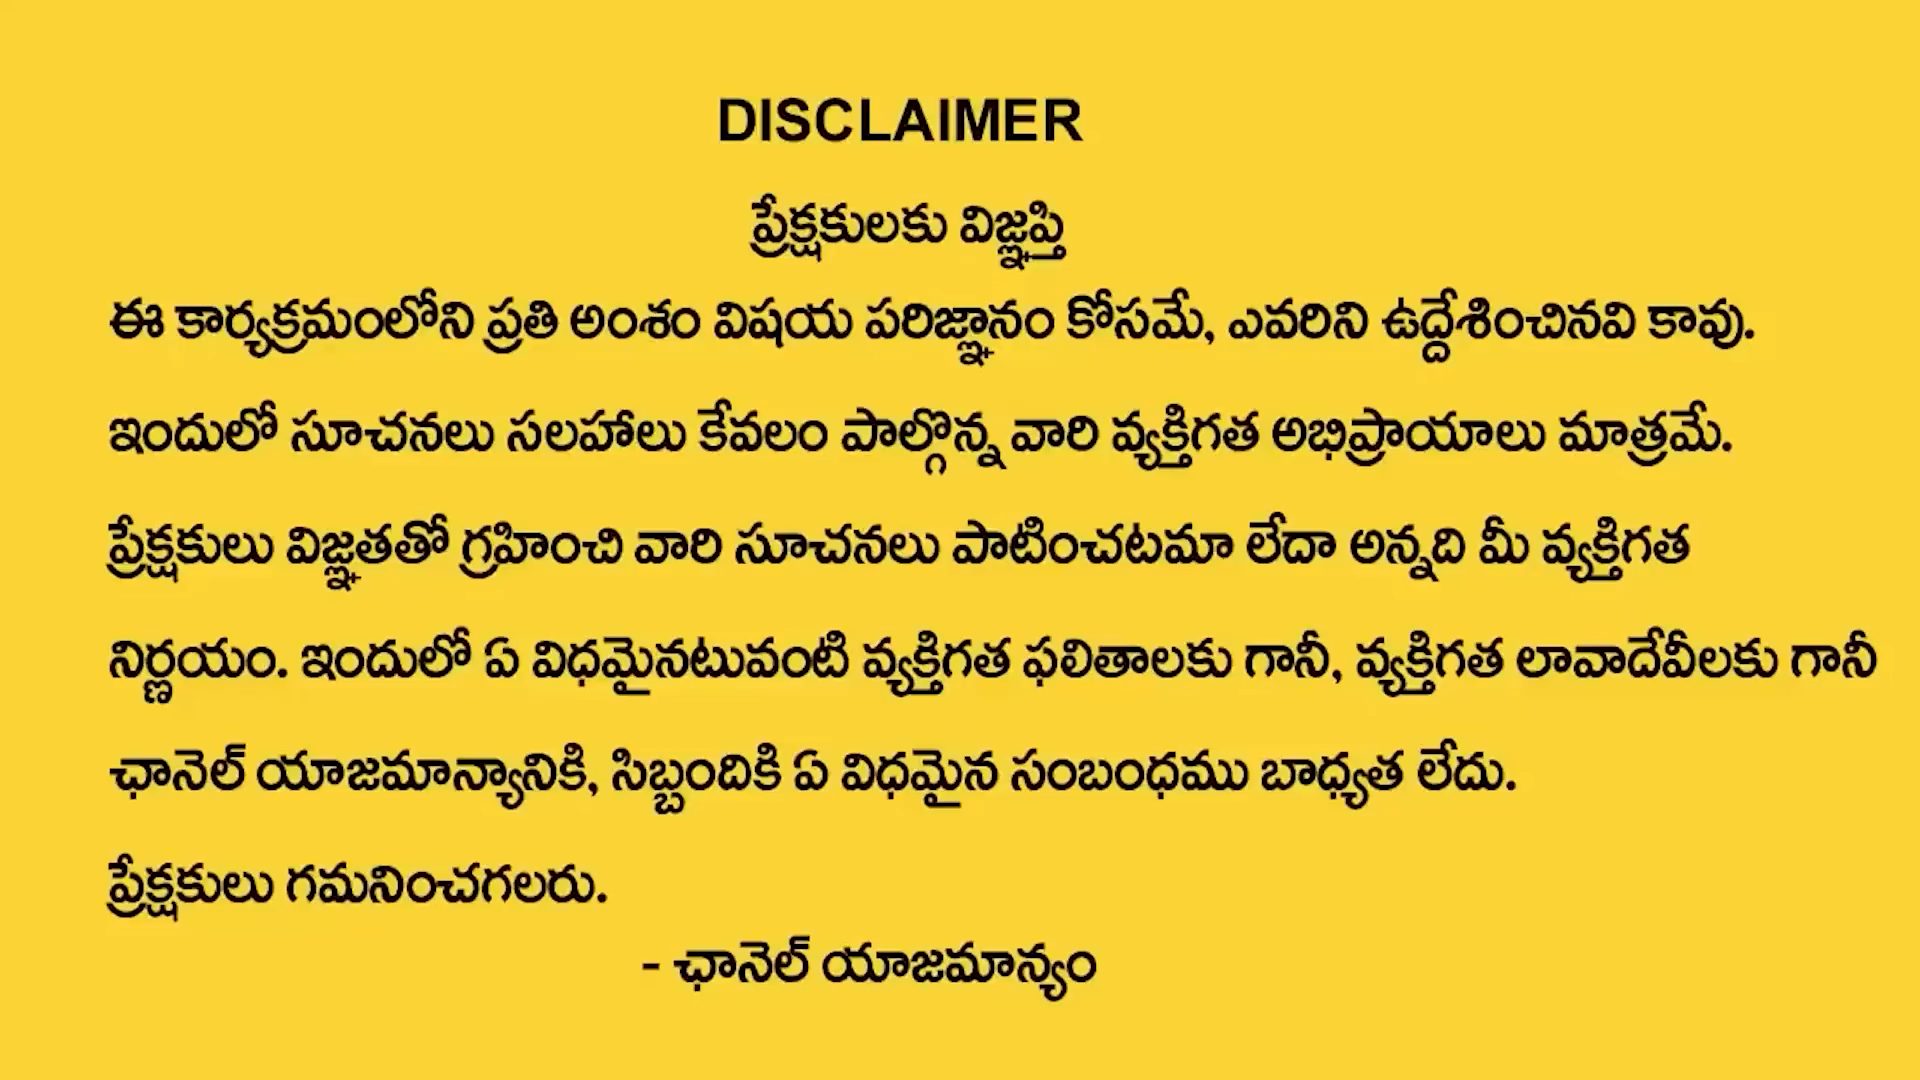 DISCLAIMER
ప్రేక్షకులకు విజ్ఞప్తి
ఈ కార్యక్రమంలోని ప్రతి అంశం విషయ పరిజ్ఞానం కోసమే, ఎవరిని ఉద్దేశించినవి కావు.
ఇందులో సూచనలు సలహాలు కేవలం పాల్గొన్న వారి వ్యక్తిగత అభిప్రాయాలు మాత్రమే.
ప్రేక్షకులు విజ్ఞతతో గ్రహించి వారి సూచనలు పాటించటమా లేదా అన్నది మీ వ్యక్తిగత
నిర్ణయం. ఇందులో ఏ విధమైనటువంటి వ్యక్తిగత ఫలితాలకు గానీ, వ్యక్తిగత లావాదేవీలకు గానీ
ఛానెల్ యాజమాన్యానికి, సిబ్బందికి ఏ విధమైన సంబంధము బాధ్యత లేదు.
ప్రేక్షకులు గమనించగలరు.
- ఛానెల్ యాజమాన్యం